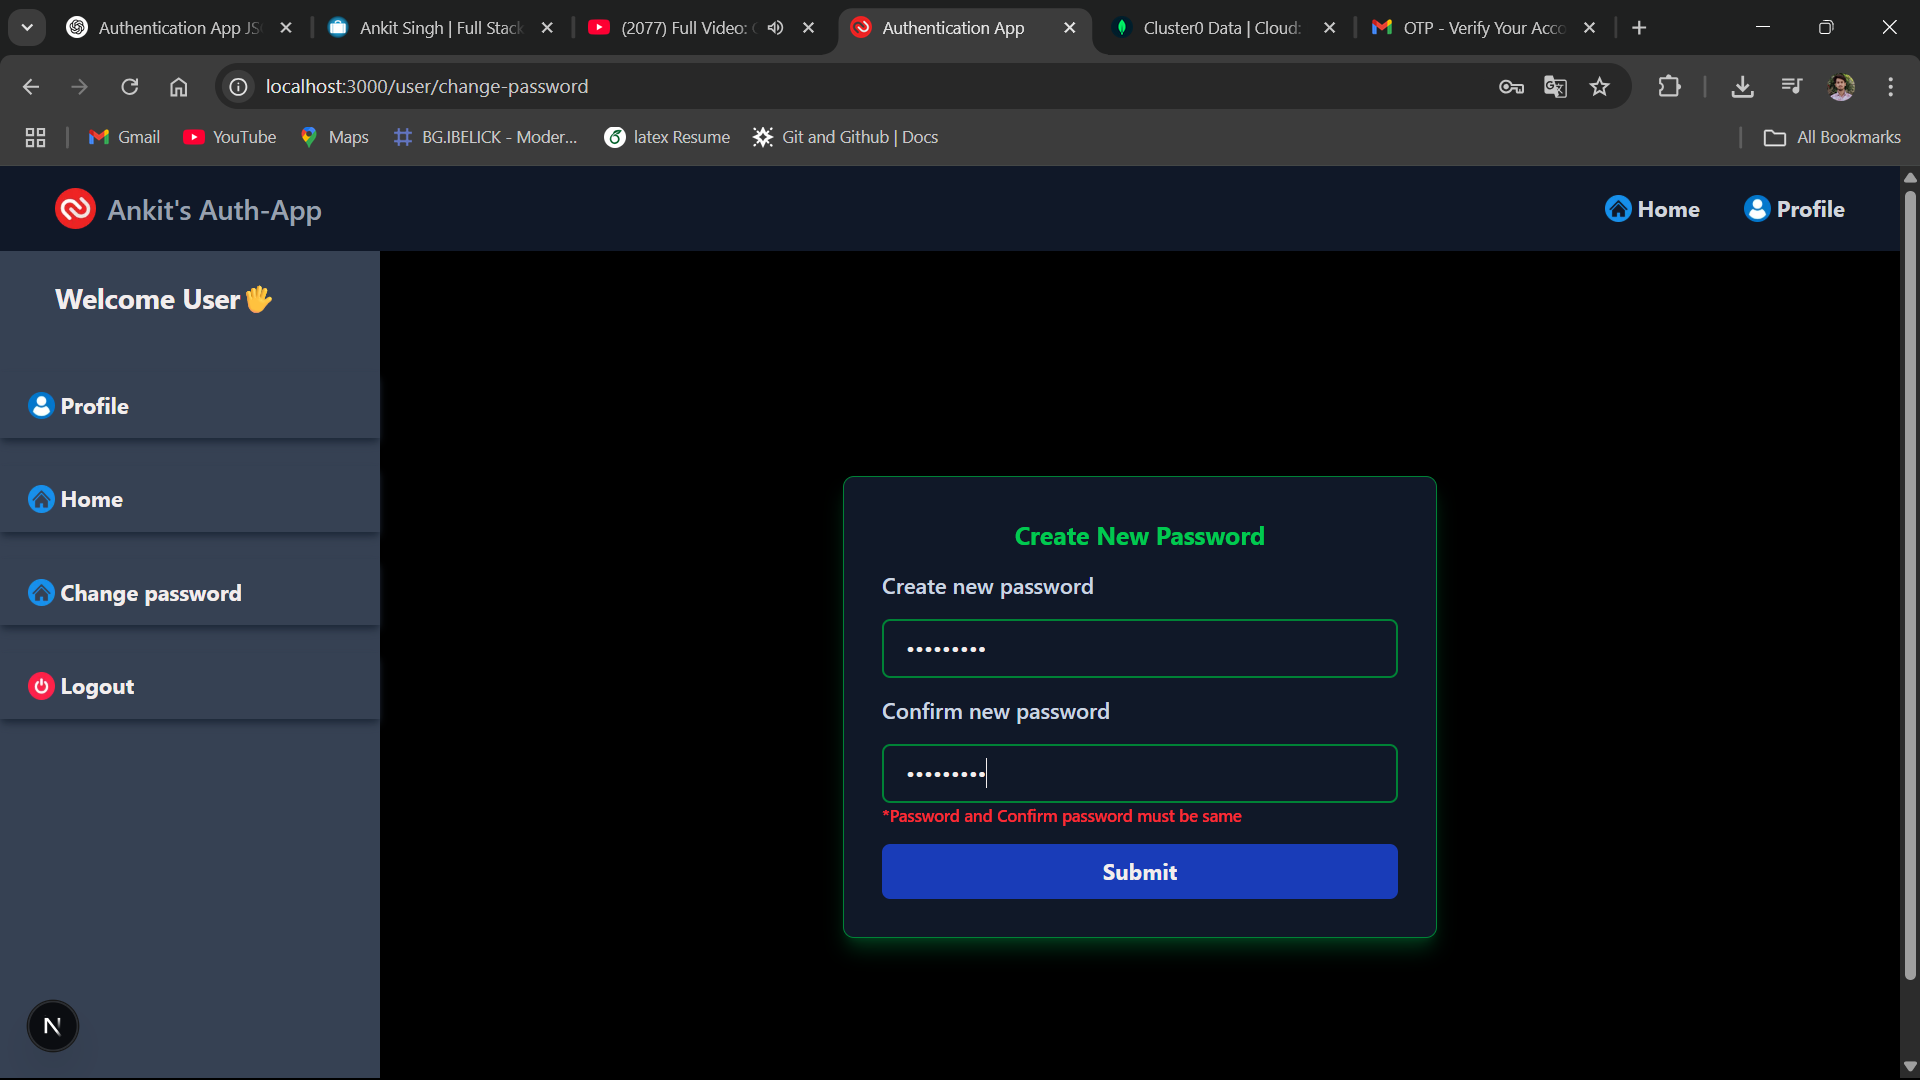 Authentication App JS
Ankit Singh | Full Stack
(2077) Full Video:
Authentication App
Cluster0 Data | Cloud:
OTP - Verify Your Acco
localhost:3000/user/change-password
Gmail
YouTube
Maps
BG.IBELICK - Moder...
latex Resume
Git and Github | Docs
All Bookmarks
Ankit's Auth-App
Home
Profile
Welcome User
Profile
Home
Change password
Logout
Create New Password
Create new password
•••••••••
Confirm new password
•••••••••
*Password and Confirm password must be same
Submit
N